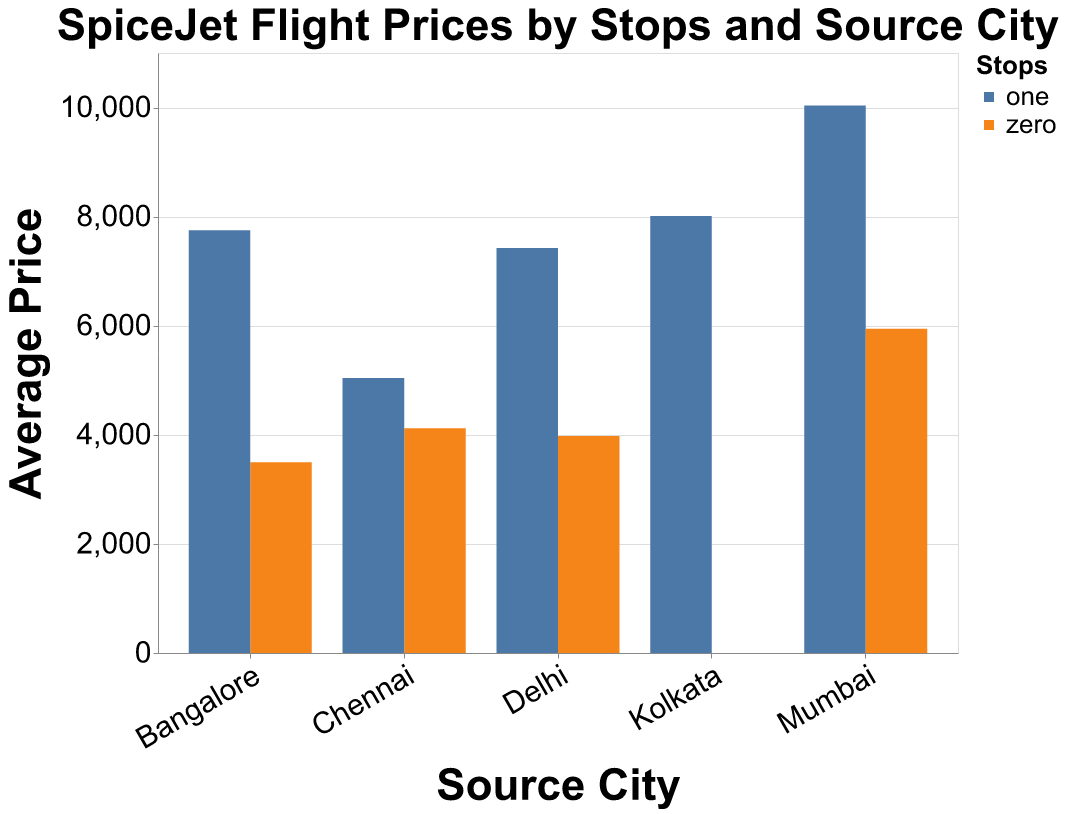 SpiceJet Flight Prices by Stops and Source City
Stops
one
zero
Average Price
10,000
8,000
6,000
4,000
2,000
0
Bangalore
Chennai
Delhi
Kolkata
Mumbai
Source City